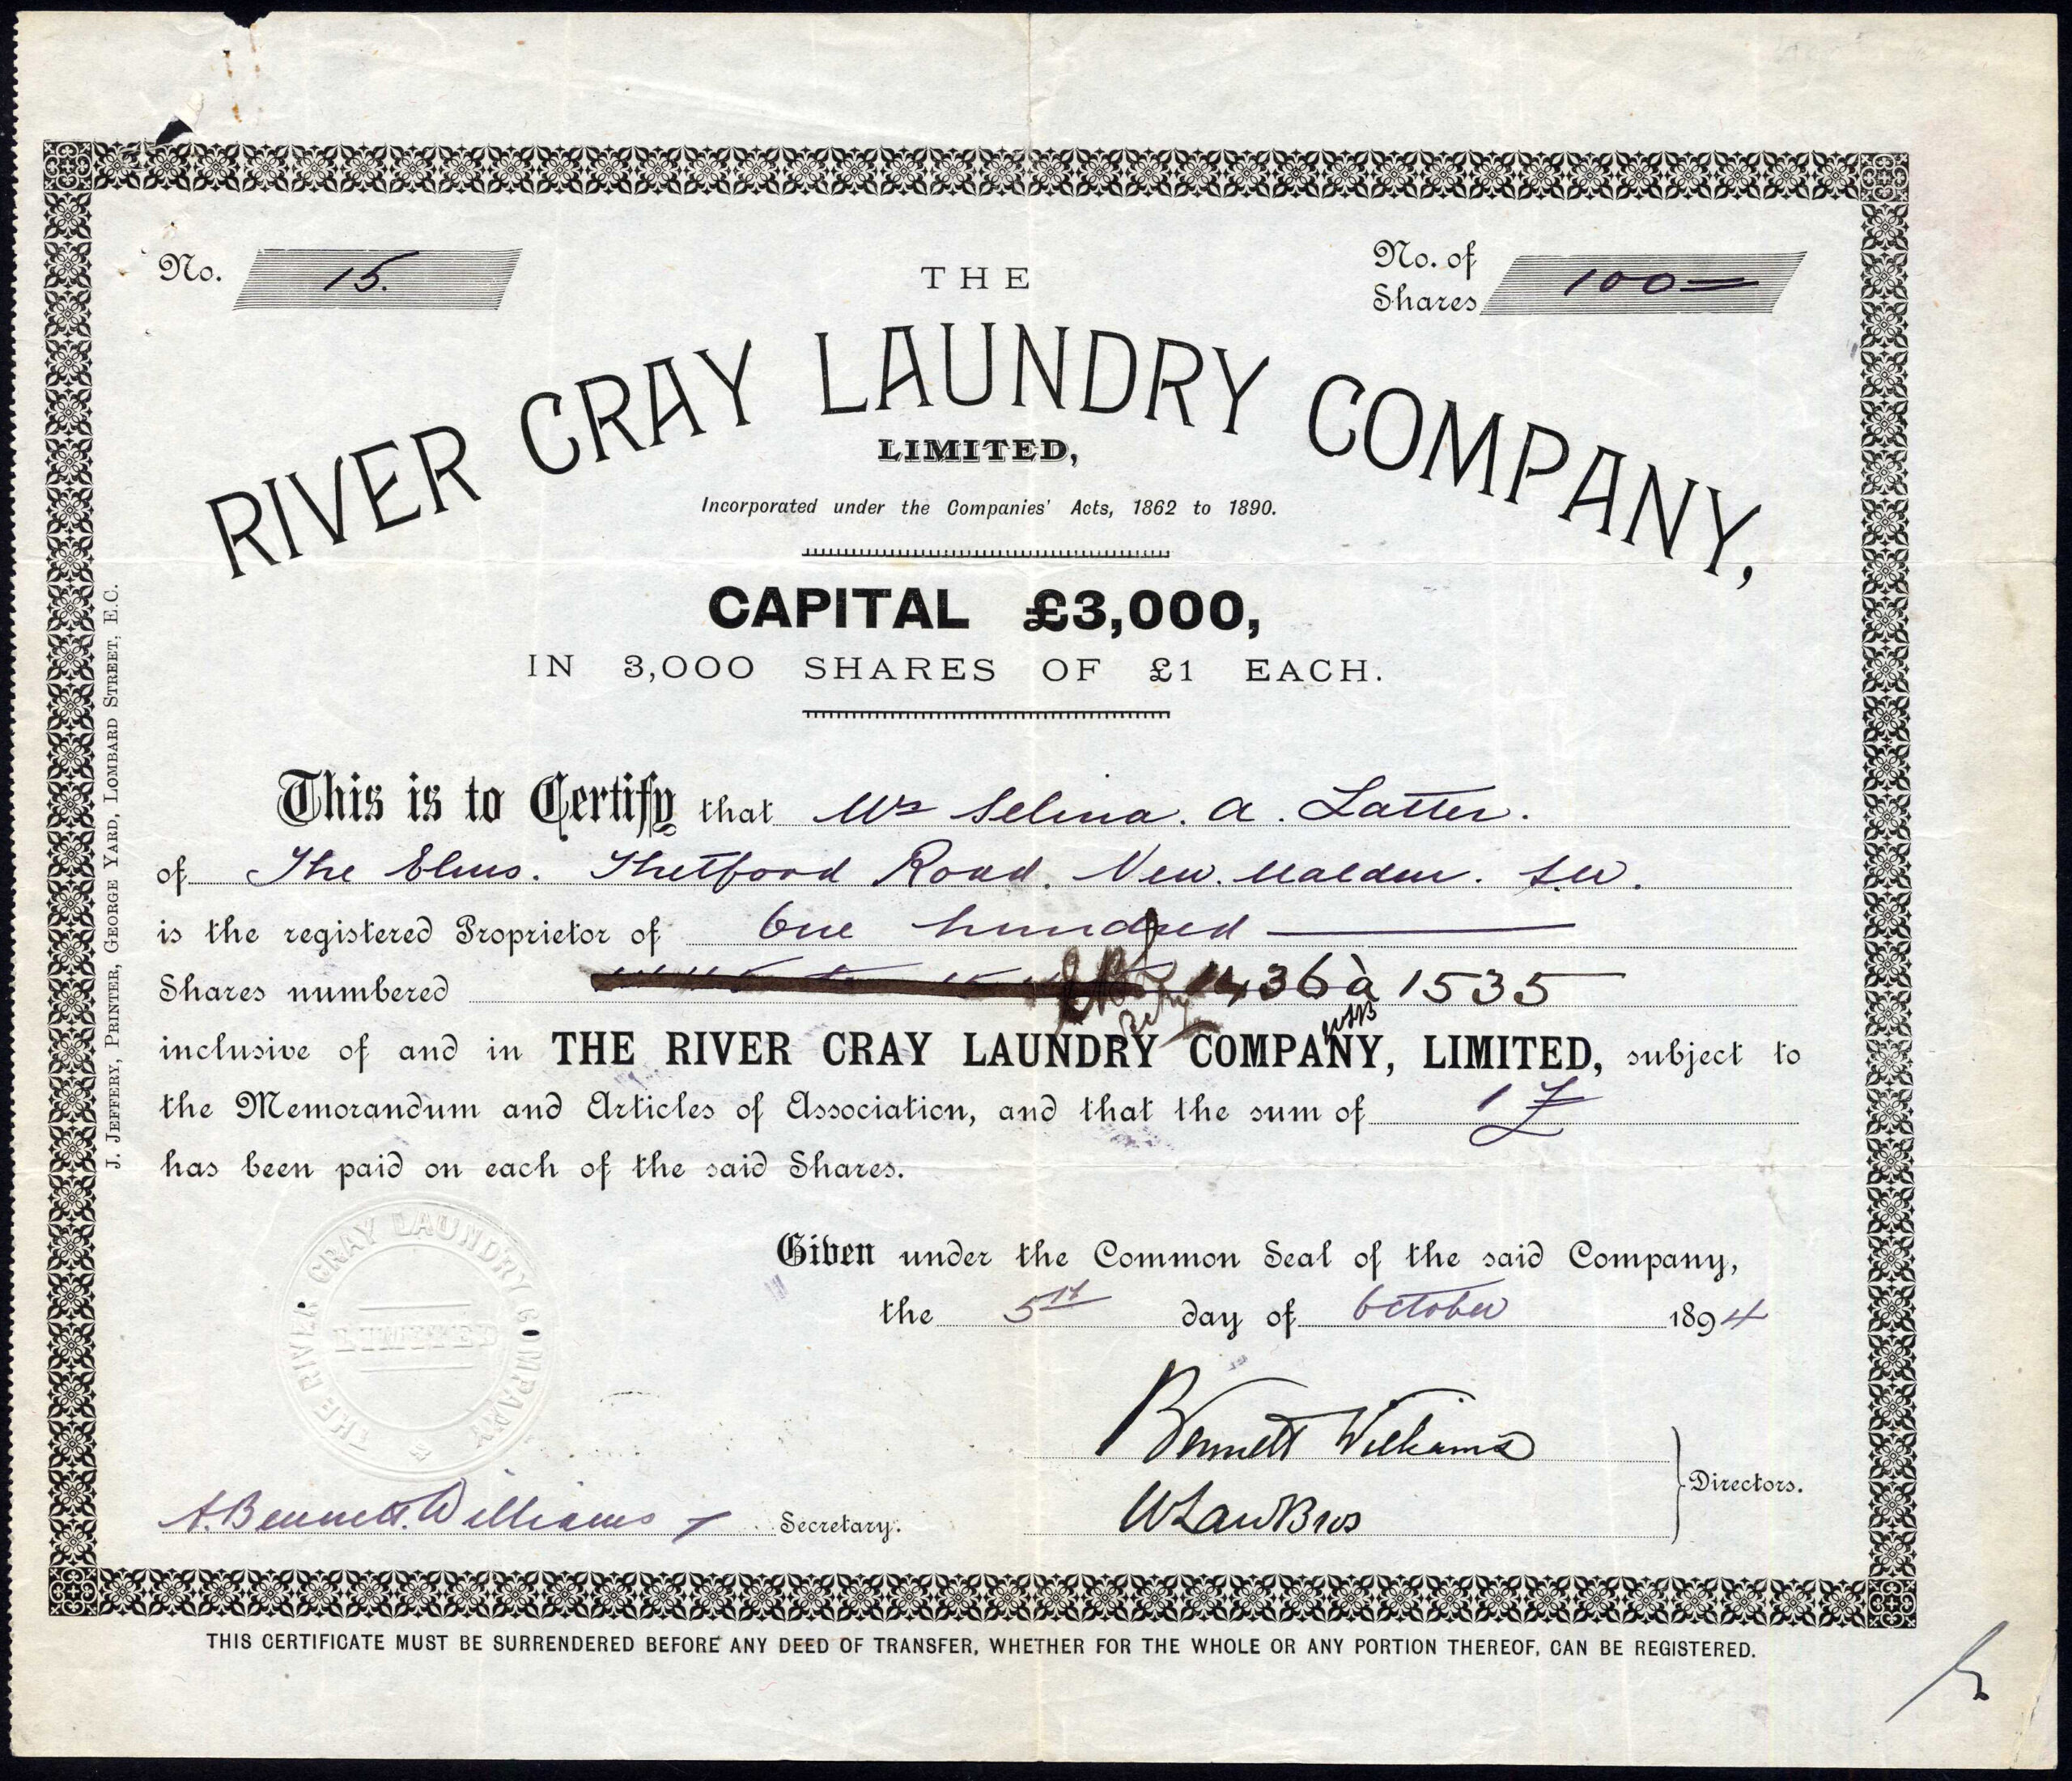 No. 15.
No. of Shares 100=
THE
RIVER CRAY LAUNDRY COMPANY,
LIMITED,
Incorporated under the Companies' Acts, 1862 to 1890.
CAPITAL £3,000,
IN 3,000 SHARES OF £1 EACH.
This is to Certify that Mrs Selina. A. Latter.
of The Elms. Thetford Road. New. Malden. S.W.
is the registered Proprietor of One hundred
Shares numbered 1436 à 1535
inclusive of and in THE RIVER CRAY LAUNDRY COMPANY, LIMITED, subject to
the Memorandum and Articles of Association, and that the sum of 1£
has been paid on each of the said Shares.
Given under the Common Seal of the said Company,
the 5th day of October 1894
THE RIVER CRAY LAUNDRY COMPANY
LIMITED
Bennett Williams
Directors.
A. Bennett. Williams Secretary.
THIS CERTIFICATE MUST BE SURRENDERED BEFORE ANY DEED OF TRANSFER, WHETHER FOR THE WHOLE OR ANY PORTION THEREOF, CAN BE REGISTERED.
J. JEFFERY, PRINTER, GEORGE YARD, LOMBARD STREET, E.C.